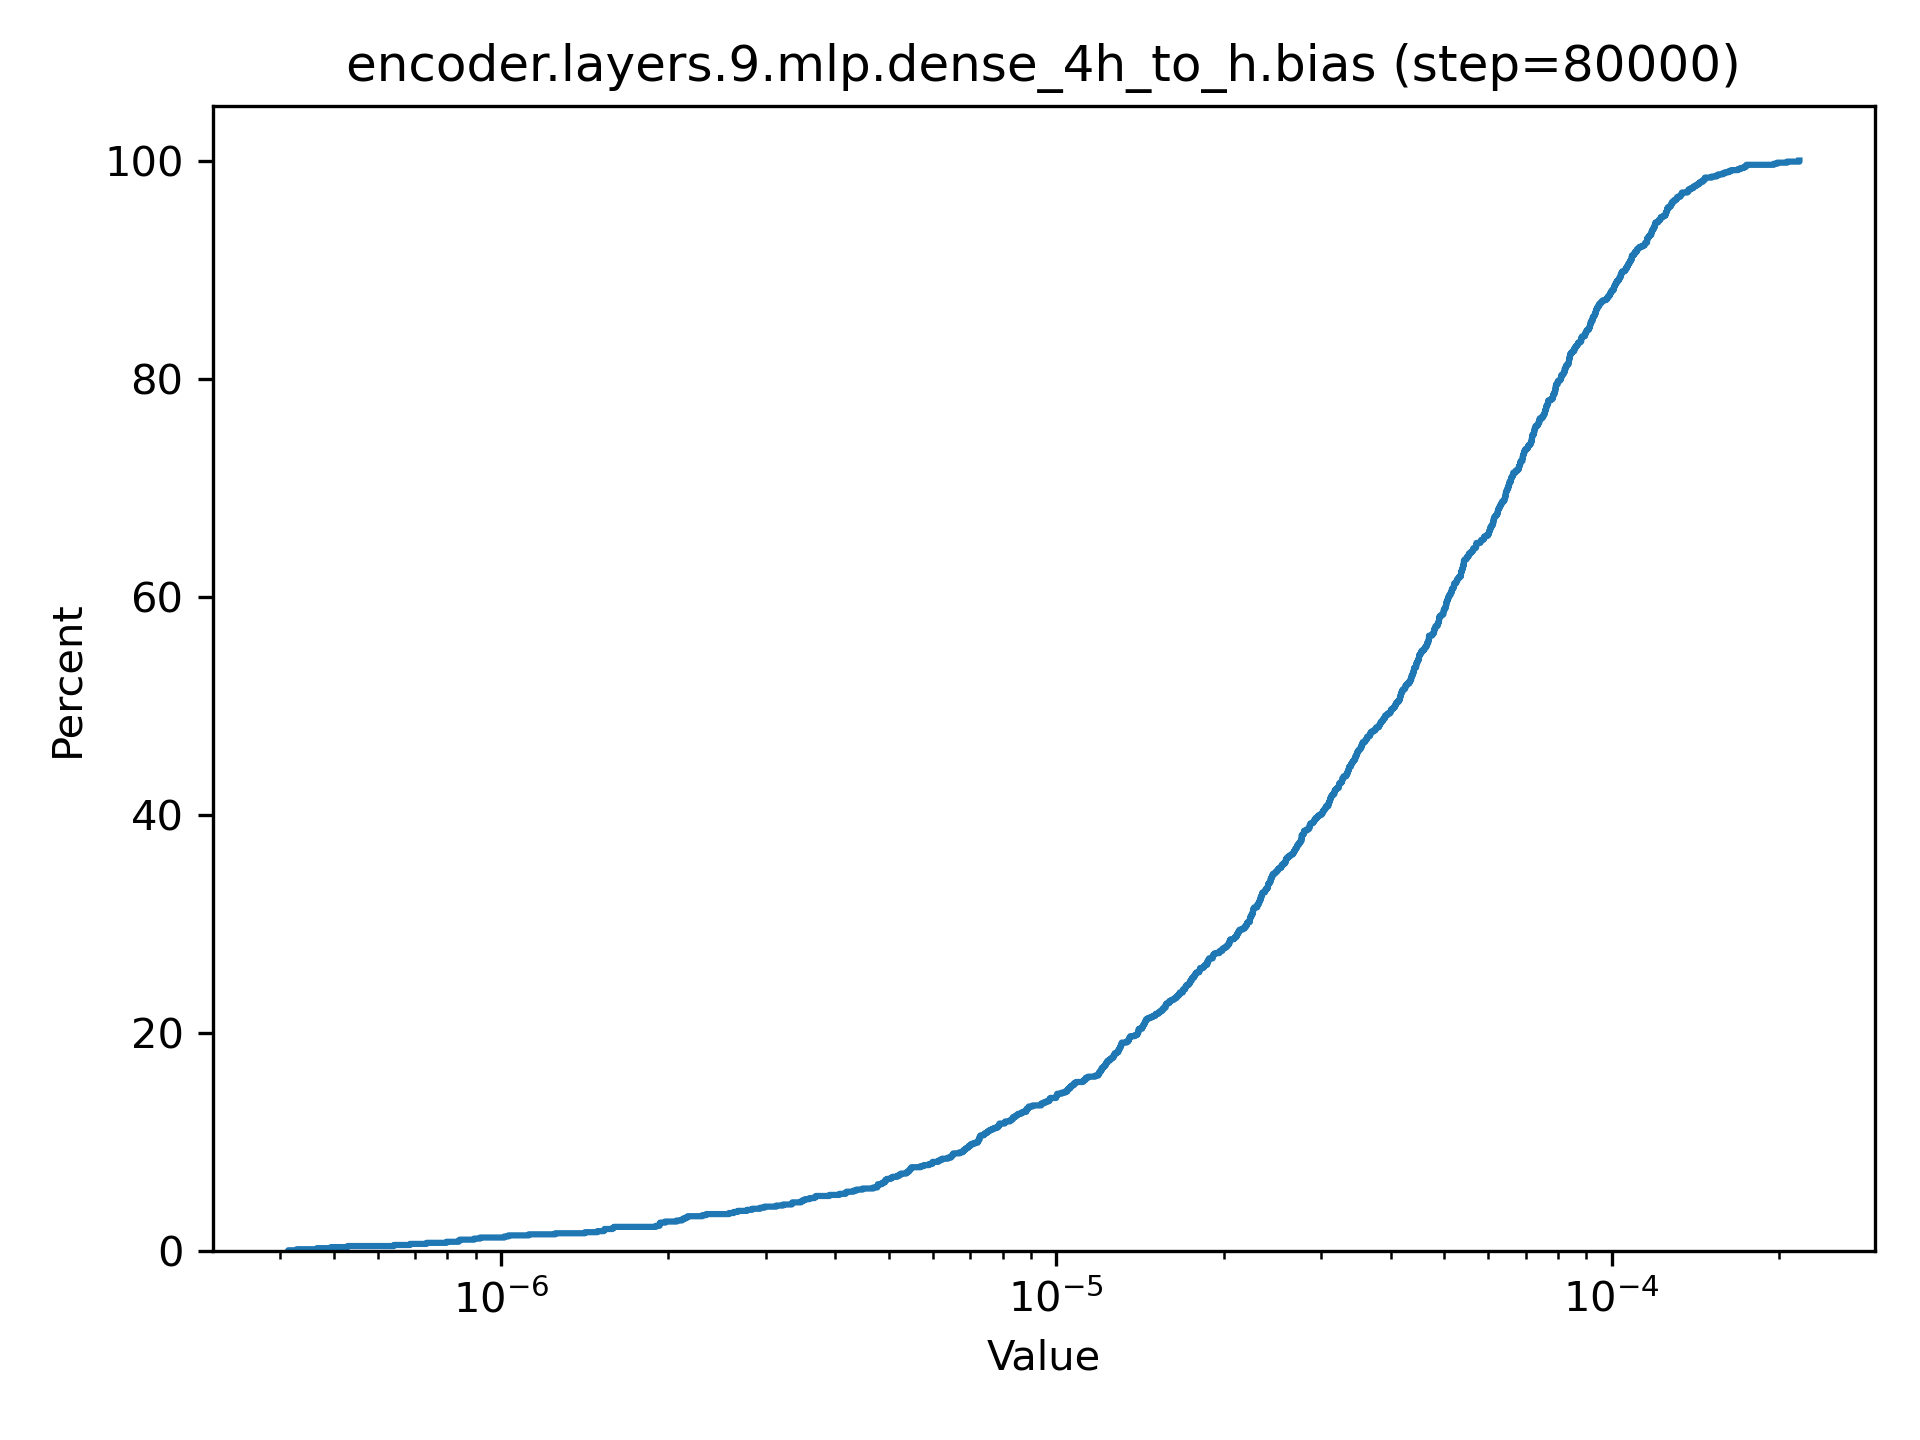 encoder.layers.9.mlp.dense_4h_to_h.bias (step=80000)
Percent
100
80
60
40
20
0
10⁻⁶ 10⁻⁵ 10⁻⁴
Value